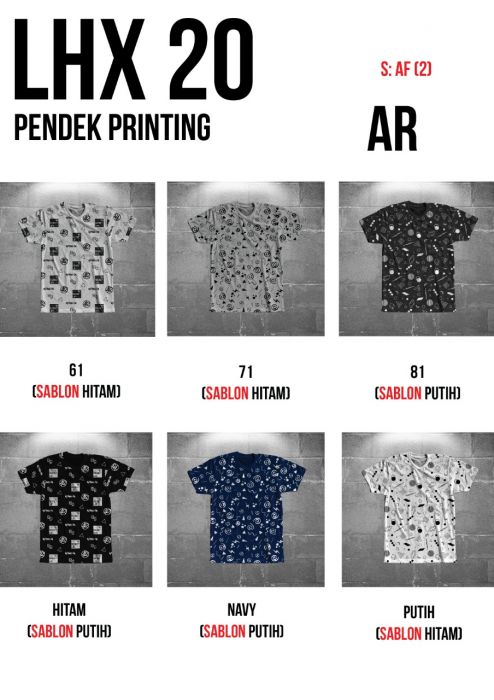 LHX 20
S: AF (2)
PENDEK PRINTING
AR
61
(SABLON HITAM)
71
(SABLON HITAM)
81
(SABLON PUTIH)
HITAM
(SABLON PUTIH)
NAVY
(SABLON PUTIH)
PUTIH
(SABLON HITAM)